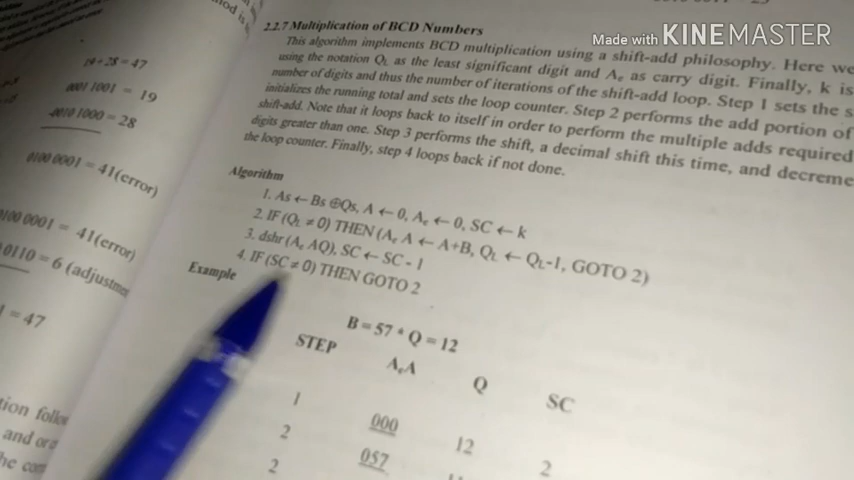 Made with KINEMASTER
2.2.7 Multiplication of BCD Numbers
This algorithm implements BCD multiplication using a shift-add philosophy. Here we
using the notation QL as the least significant digit and Ae as carry digit. Finally, k is
number of digits and thus the number of iterations of the shift-add loop. Step 1 sets the s
initializes the running total and sets the loop counter. Step 2 performs the add portion of
shift-add. Note that it loops back to itself in order to perform the multiple adds required
digits greater than one. Step 3 performs the shift, a decimal shift this time, and decreme
the loop counter. Finally, step 4 loops back if not done.
Algorithm
1. As ← Bs ⊕Qs, A ← 0, Ae ← 0, SC ← k
2. IF (QL ≠ 0) THEN (Ae A ← A+B, QL ← QL-1, GOTO 2)
3. dshr (Ae AQ), SC ← SC - 1
4. IF (SC ≠ 0) THEN GOTO 2
Example
B = 57 * Q = 12
STEP AeA Q SC
1 000 12 2
2 057
2
19 + 28 = 47
0001 1001 = 19
0010 1000 = 28
0100 0001 = 41(error)
0100 0001 = 41(error)
0110 = 6 (adjustme
= 47
tion follo
and
he com